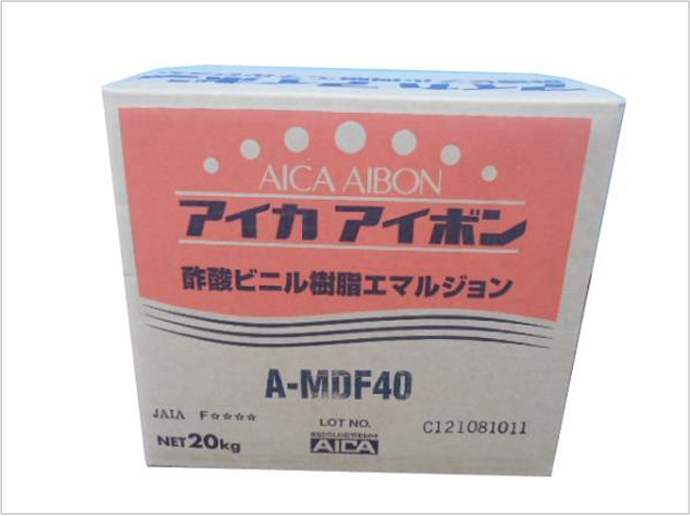 AICA AIBON
アイカ アイボン
酢酸ビニル樹脂エマルジョン
A-MDF40
JAIA F☆☆☆☆
LOT NO.
C121081011
NET 20kg
AICA